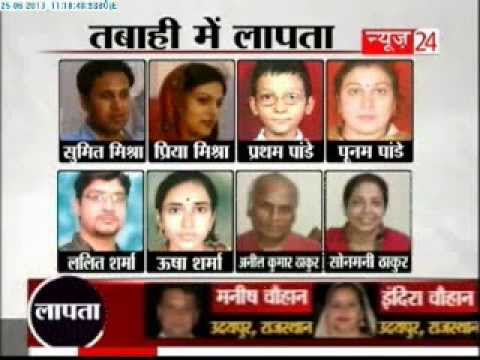 25 06 2013, 11:18:48
तबाही में लापता
न्यूज़ 24
सुमित मिश्रा प्रिया मिश्रा प्रथम पांडे पूनम पांडे
ललित शर्मा ऊषा शर्मा अनील कुमार ठाकुर सोनमनी ठाकुर
लापता
मनीष चौहान इंदिरा चौहान
उदयपुर, राजस्थान उदयपुर, राजस्थान